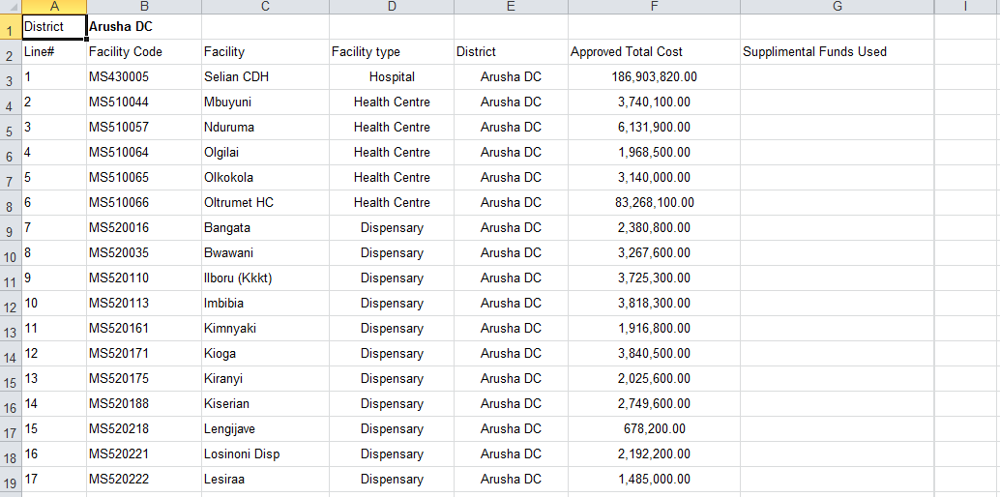 A B C D E F G I
1 District Arusha DC
2 Line# Facility Code Facility Facility type District Approved Total Cost Supplimental Funds Used
3 1 MS430005 Selian CDH Hospital Arusha DC 186,903,820.00
4 2 MS510044 Mbuyuni Health Centre Arusha DC 3,740,100.00
5 3 MS510057 Nduruma Health Centre Arusha DC 6,131,900.00
6 4 MS510064 Olgilai Health Centre Arusha DC 1,968,500.00
7 5 MS510065 Olkokola Health Centre Arusha DC 3,140,000.00
8 6 MS510066 Oltrumet HC Health Centre Arusha DC 83,268,100.00
9 7 MS520016 Bangata Dispensary Arusha DC 2,380,800.00
10 8 MS520035 Bwawani Dispensary Arusha DC 3,267,600.00
11 9 MS520110 Ilboru (Kkkt) Dispensary Arusha DC 3,725,300.00
12 10 MS520113 Imbibia Dispensary Arusha DC 3,818,300.00
13 11 MS520161 Kimnyaki Dispensary Arusha DC 1,916,800.00
14 12 MS520171 Kioga Dispensary Arusha DC 3,840,500.00
15 13 MS520175 Kiranyi Dispensary Arusha DC 2,025,600.00
16 14 MS520188 Kiserian Dispensary Arusha DC 2,749,600.00
17 15 MS520218 Lengijave Dispensary Arusha DC 678,200.00
18 16 MS520221 Losinoni Disp Dispensary Arusha DC 2,192,200.00
19 17 MS520222 Lesiraa Dispensary Arusha DC 1,485,000.00